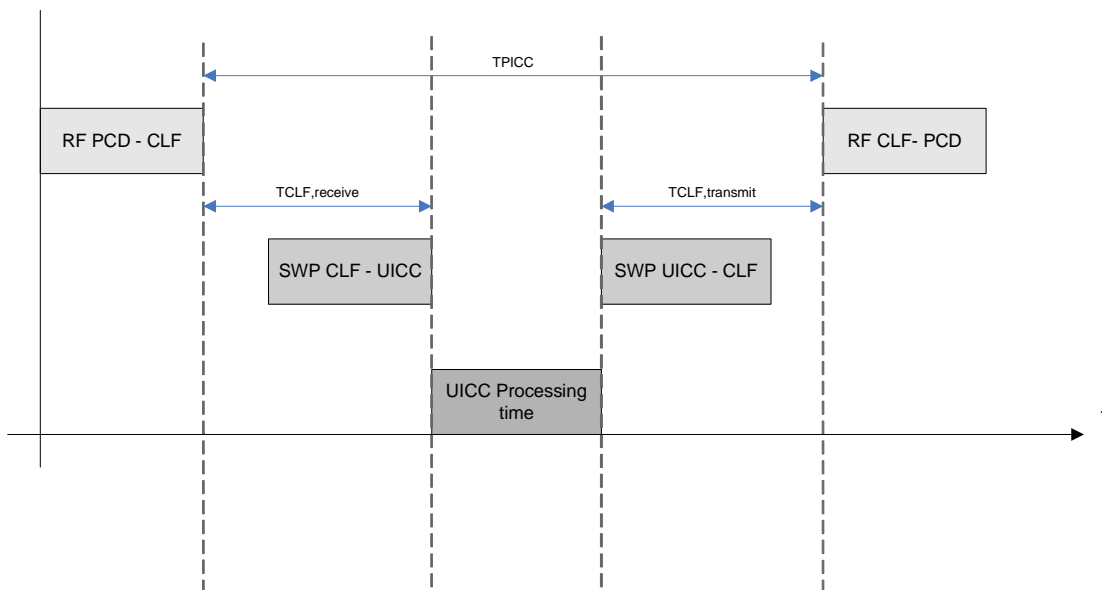 TPICC
RF PCD - CLF
RF CLF- PCD
TCLF,receive
TCLF,transmit
SWP CLF - UICC
SWP UICC - CLF
UICC Processing
time